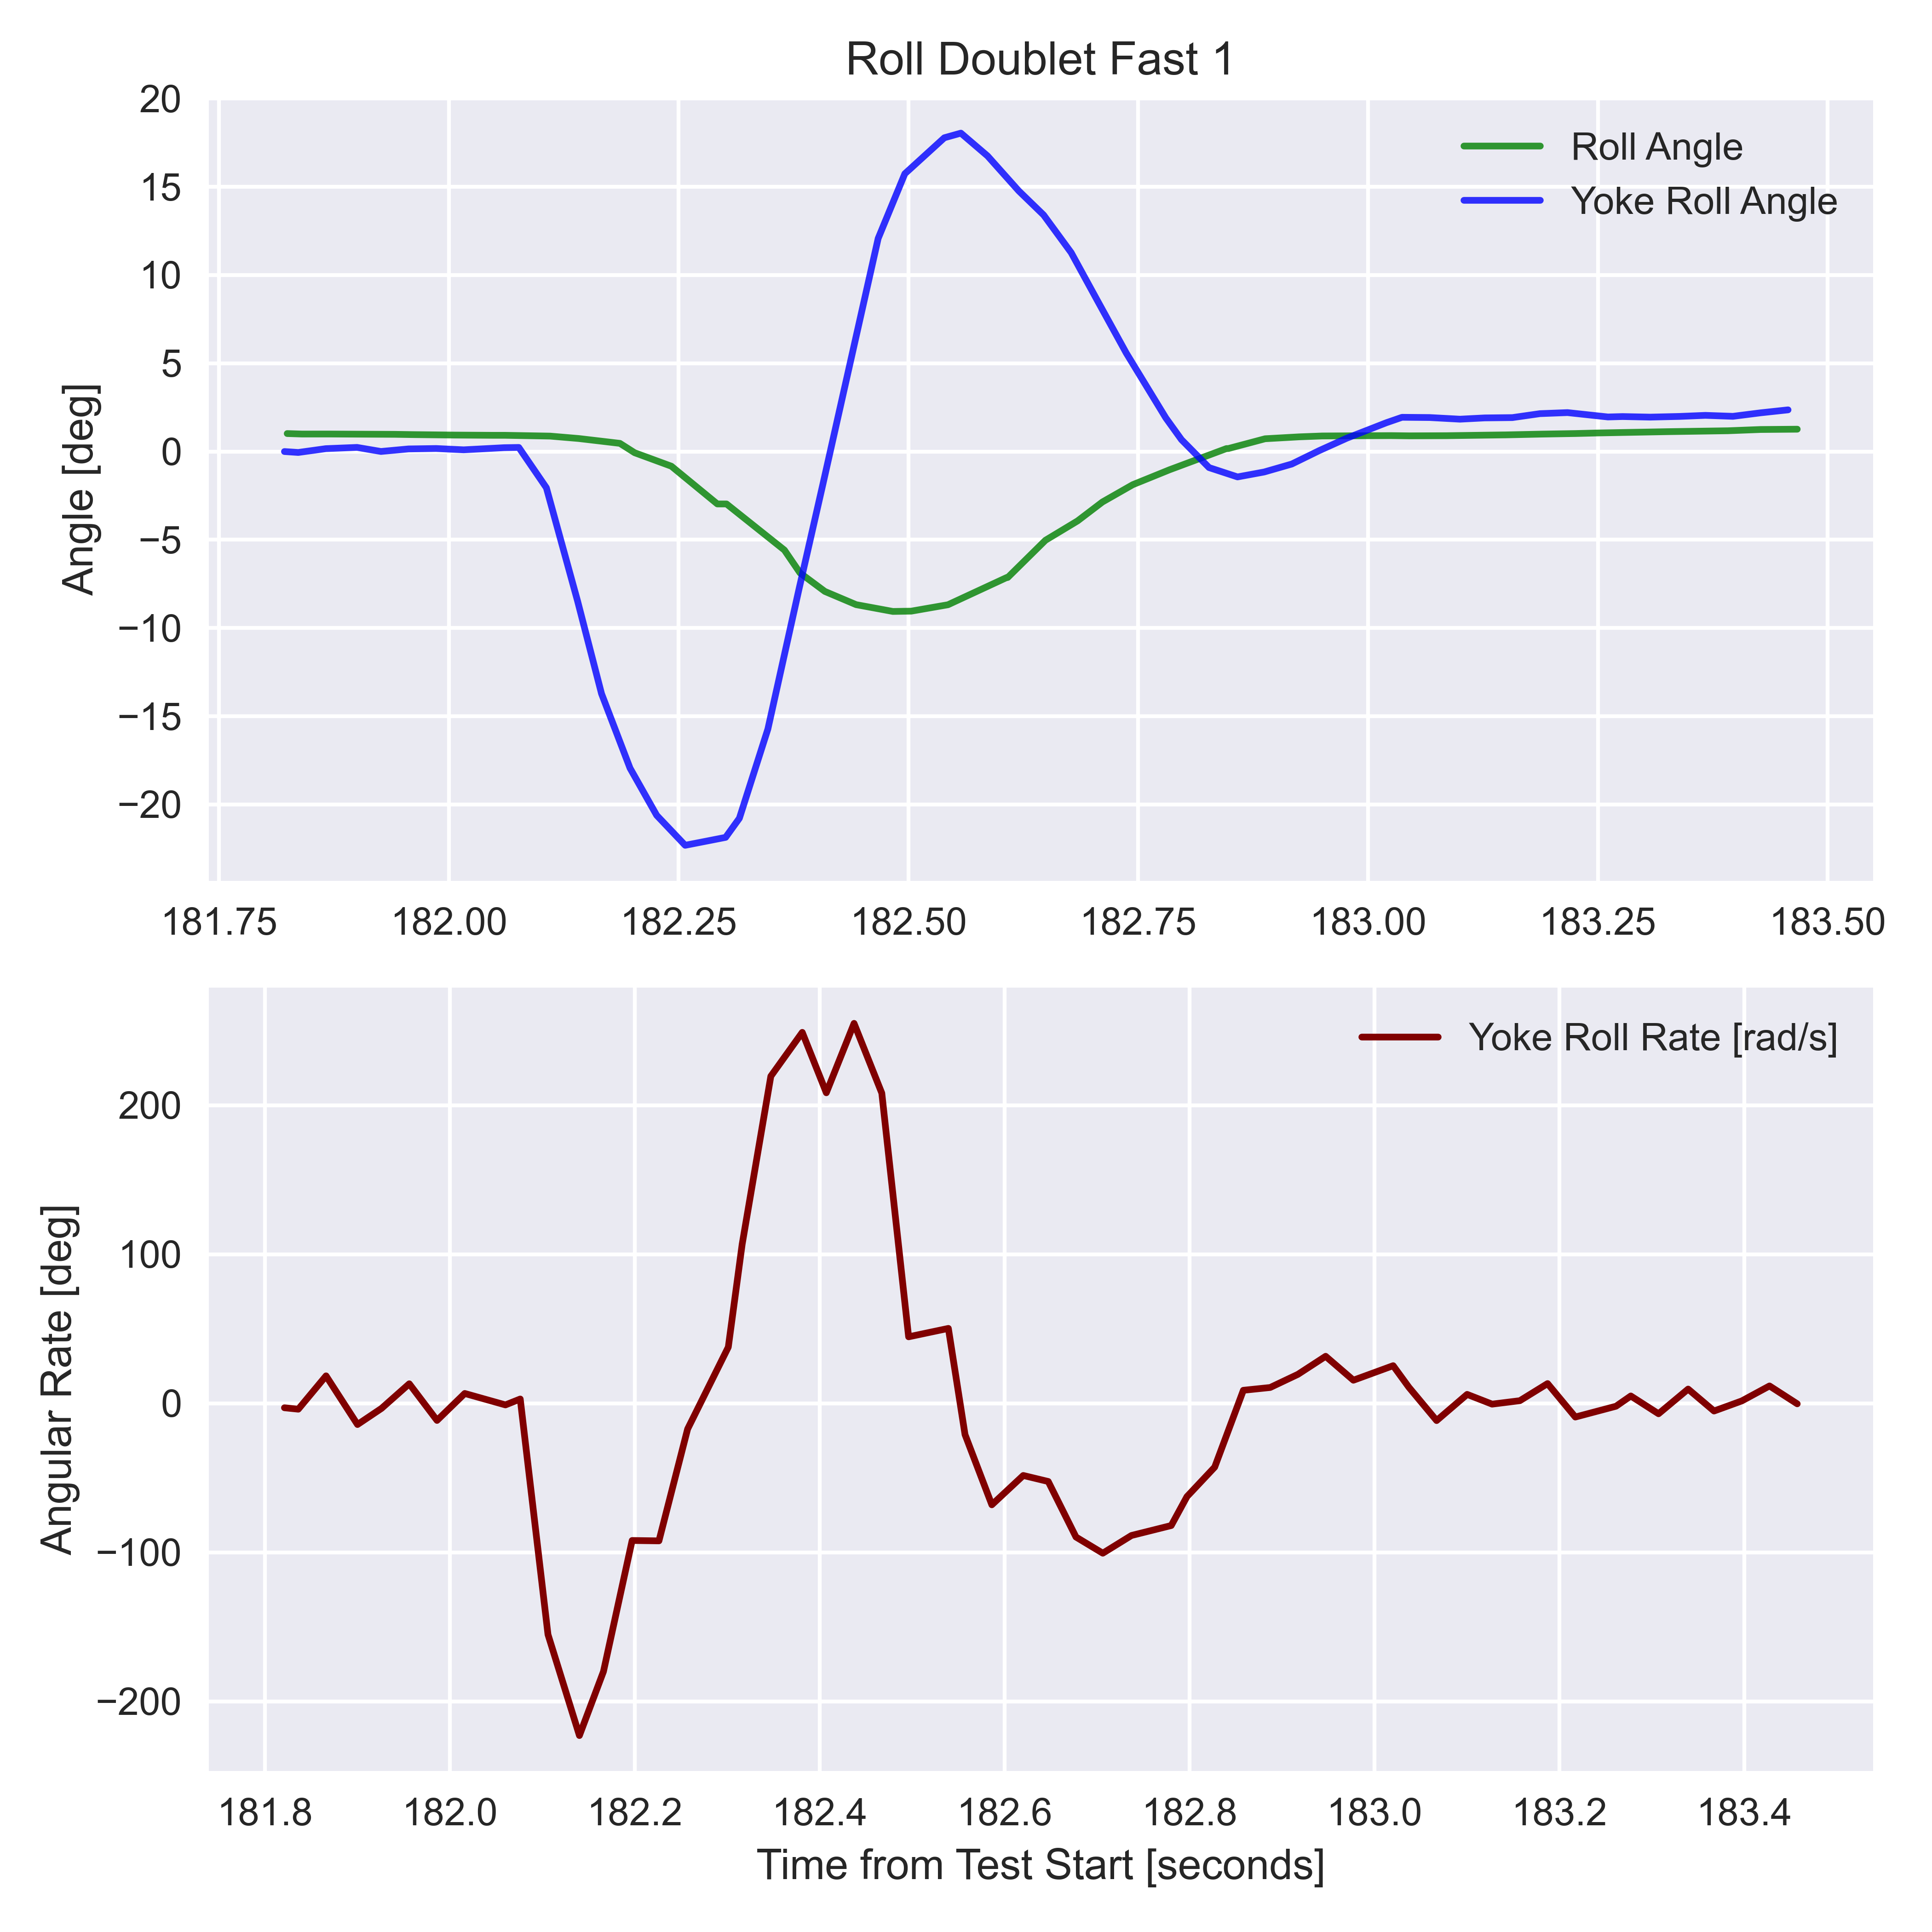 Roll Doublet Fast 1
20
15
10
5
0
−5
−10
−15
−20
Angle [deg]
Roll Angle
Yoke Roll Angle
181.75 182.00 182.25 182.50 182.75 183.00 183.25 183.50
200
100
0
−100
−200
Angular Rate [deg]
Yoke Roll Rate [rad/s]
181.8 182.0 182.2 182.4 182.6 182.8 183.0 183.2 183.4
Time from Test Start [seconds]